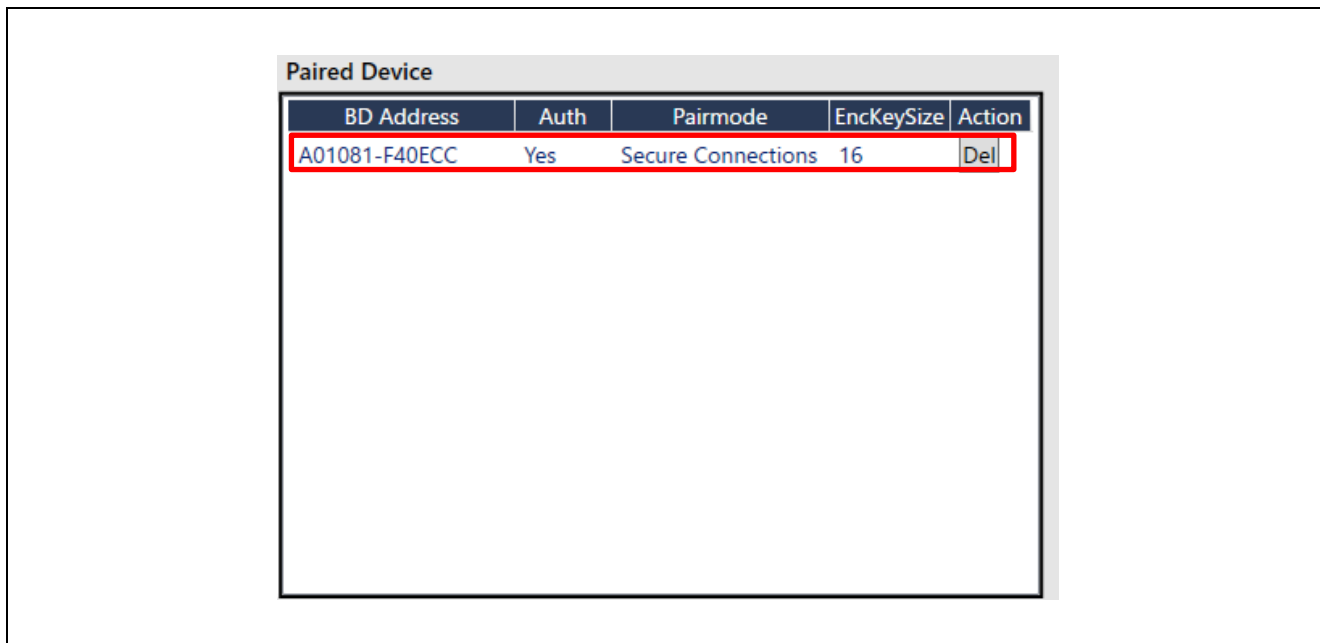 Paired Device
BD Address Auth Pairmode EncKeySize Action
A01081-F40ECC Yes Secure Connections 16 Del